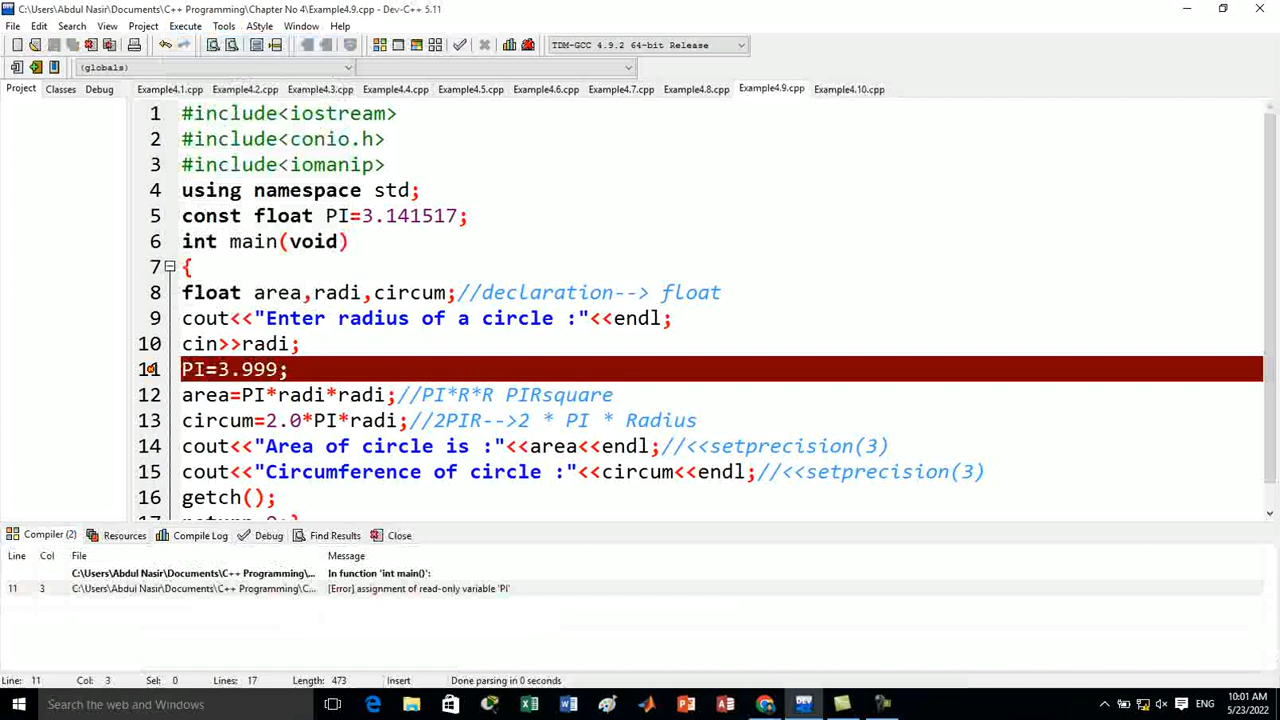 C:\Users\Abdul Nasir\Documents\C++ Programming\Chapter No 4\Example4.9.cpp - Dev-C++ 5.11
File Edit Search View Project Execute Tools AStyle Window Help
TDM-GCC 4.9.2 64-bit Release
(globals)
Project Classes Debug Example4.1.cpp Example4.2.cpp Example4.3.cpp Example4.4.cpp Example4.5.cpp Example4.6.cpp Example4.7.cpp Example4.8.cpp Example4.9.cpp Example4.10.cpp
1 #include<iostream>
2 #include<conio.h>
3 #include<iomanip>
4 using namespace std;
5 const float PI=3.141517;
6 int main(void)
7 {
8 float area,radi,circum;//declaration--> float
9 cout<<"Enter radius of a circle :"<<endl;
10 cin>>radi;
11 PI=3.999;
12 area=PI*radi*radi;//PI*R*R PIRsquare
13 circum=2.0*PI*radi;//2PIR-->2 * PI * Radius
14 cout<<"Area of circle is :"<<area<<endl;//<<setprecision(3)
15 cout<<"Circumference of circle :"<<circum<<endl;//<<setprecision(3)
16 getch();
17 return 0;}
Compiler (2) Resources Compile Log Debug Find Results Close
Line Col File Message
C:\Users\Abdul Nasir\Documents\C++ Programming\... In function 'int main()':
11 3 C:\Users\Abdul Nasir\Documents\C++ Programming\C... [Error] assignment of read-only variable 'PI'
Line: 11 Col: 3 Sel: 0 Lines: 17 Length: 473 Insert Done parsing in 0 seconds
Search the web and Windows
DEV
ENG
10:01 AM
5/23/2022